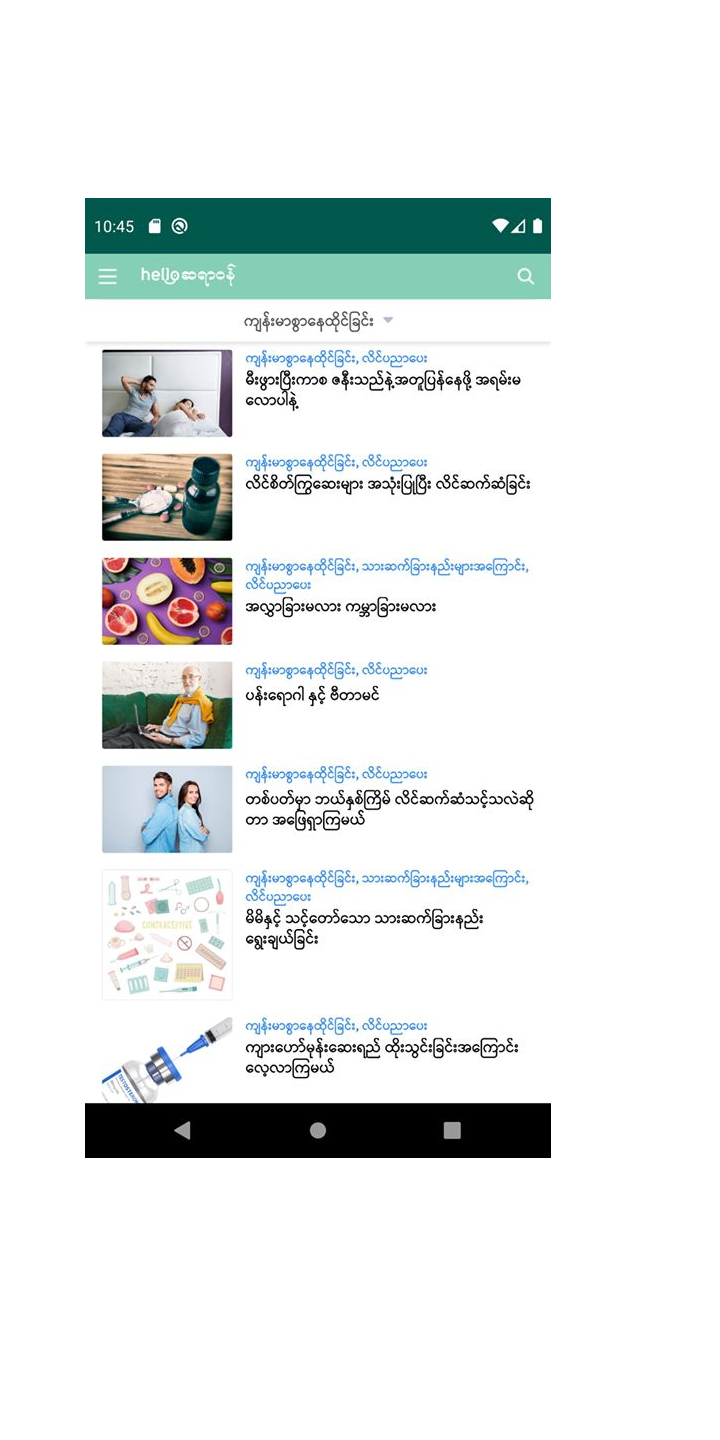 10:45
helloဆရာဝန်
ကျန်းမာစွာနေထိုင်ခြင်း
ကျန်းမာစွာနေထိုင်ခြင်း, လိင်ပညာပေး
မီးဖွားပြီးကာစ ဇနီးသည်နဲ့အတူပြန်နေဖို့ အရမ်းမ
လောပါနဲ့
ကျန်းမာစွာနေထိုင်ခြင်း, လိင်ပညာပေး
လိင်စိတ်ကြွဆေးများ အသုံးပြုပြီး လိင်ဆက်ဆံခြင်း
ကျန်းမာစွာနေထိုင်ခြင်း, သားဆက်ခြားနည်းများအကြောင်း,
လိင်ပညာပေး
အလ္လာခြားမလား ကမ္ဘာခြားမလား
ကျန်းမာစွာနေထိုင်ခြင်း, လိင်ပညာပေး
ပန်းရောဂါ နှင့် ဗီတာမင်
ကျန်းမာစွာနေထိုင်ခြင်း, လိင်ပညာပေး
တစ်ပတ်မှာ ဘယ်နှစ်ကြိမ် လိင်ဆက်ဆံသင့်သလဲဆို
တာ အဖြေရှာကြမယ်
ကျန်းမာစွာနေထိုင်ခြင်း, သားဆက်ခြားနည်းများအကြောင်း,
လိင်ပညာပေး
CONTRACEPTIVE
မိမိနှင့် သင့်တော်သော သားဆက်ခြားနည်း
ရွေးချယ်ခြင်း
ကျန်းမာစွာနေထိုင်ခြင်း, လိင်ပညာပေး
ကျားဟော်မုန်းဆေးရည် ထိုးသွင်းခြင်းအကြောင်း
လေ့လာကြမယ်